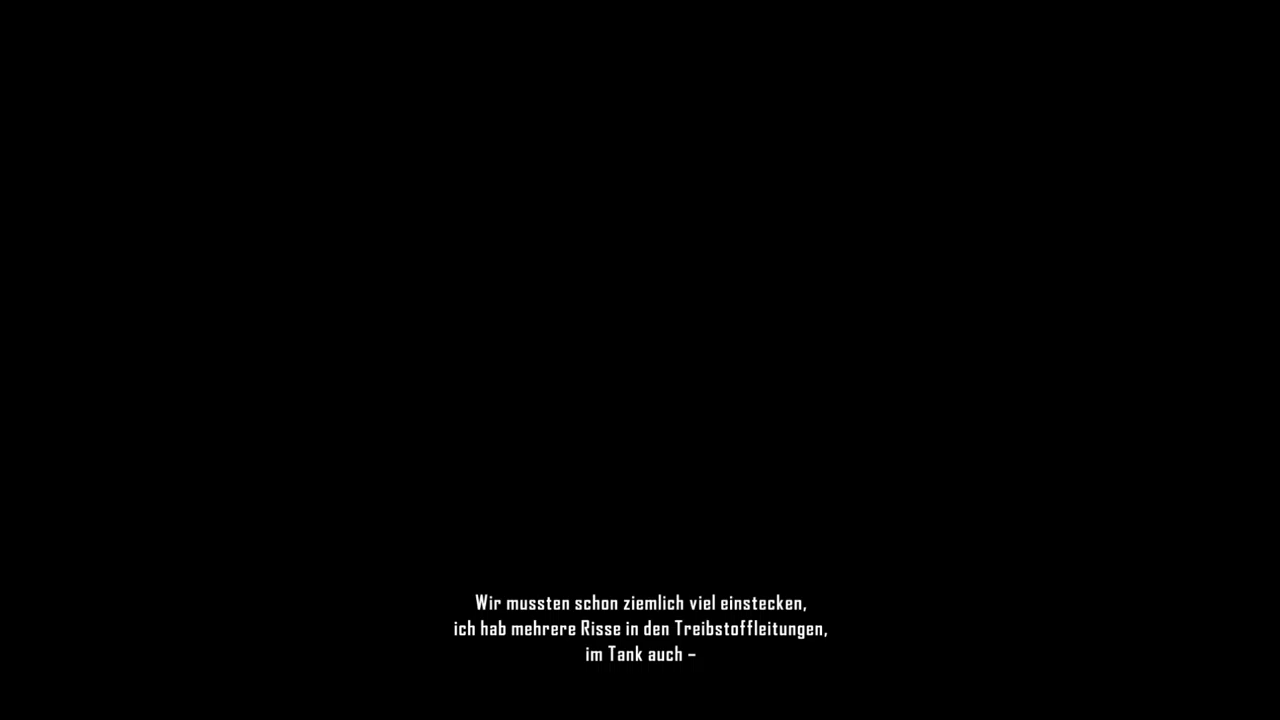 Wir mussten schon ziemlich viel einstecken,
ich hab mehrere Risse in den Treibstoffleitungen,
im Tank auch –